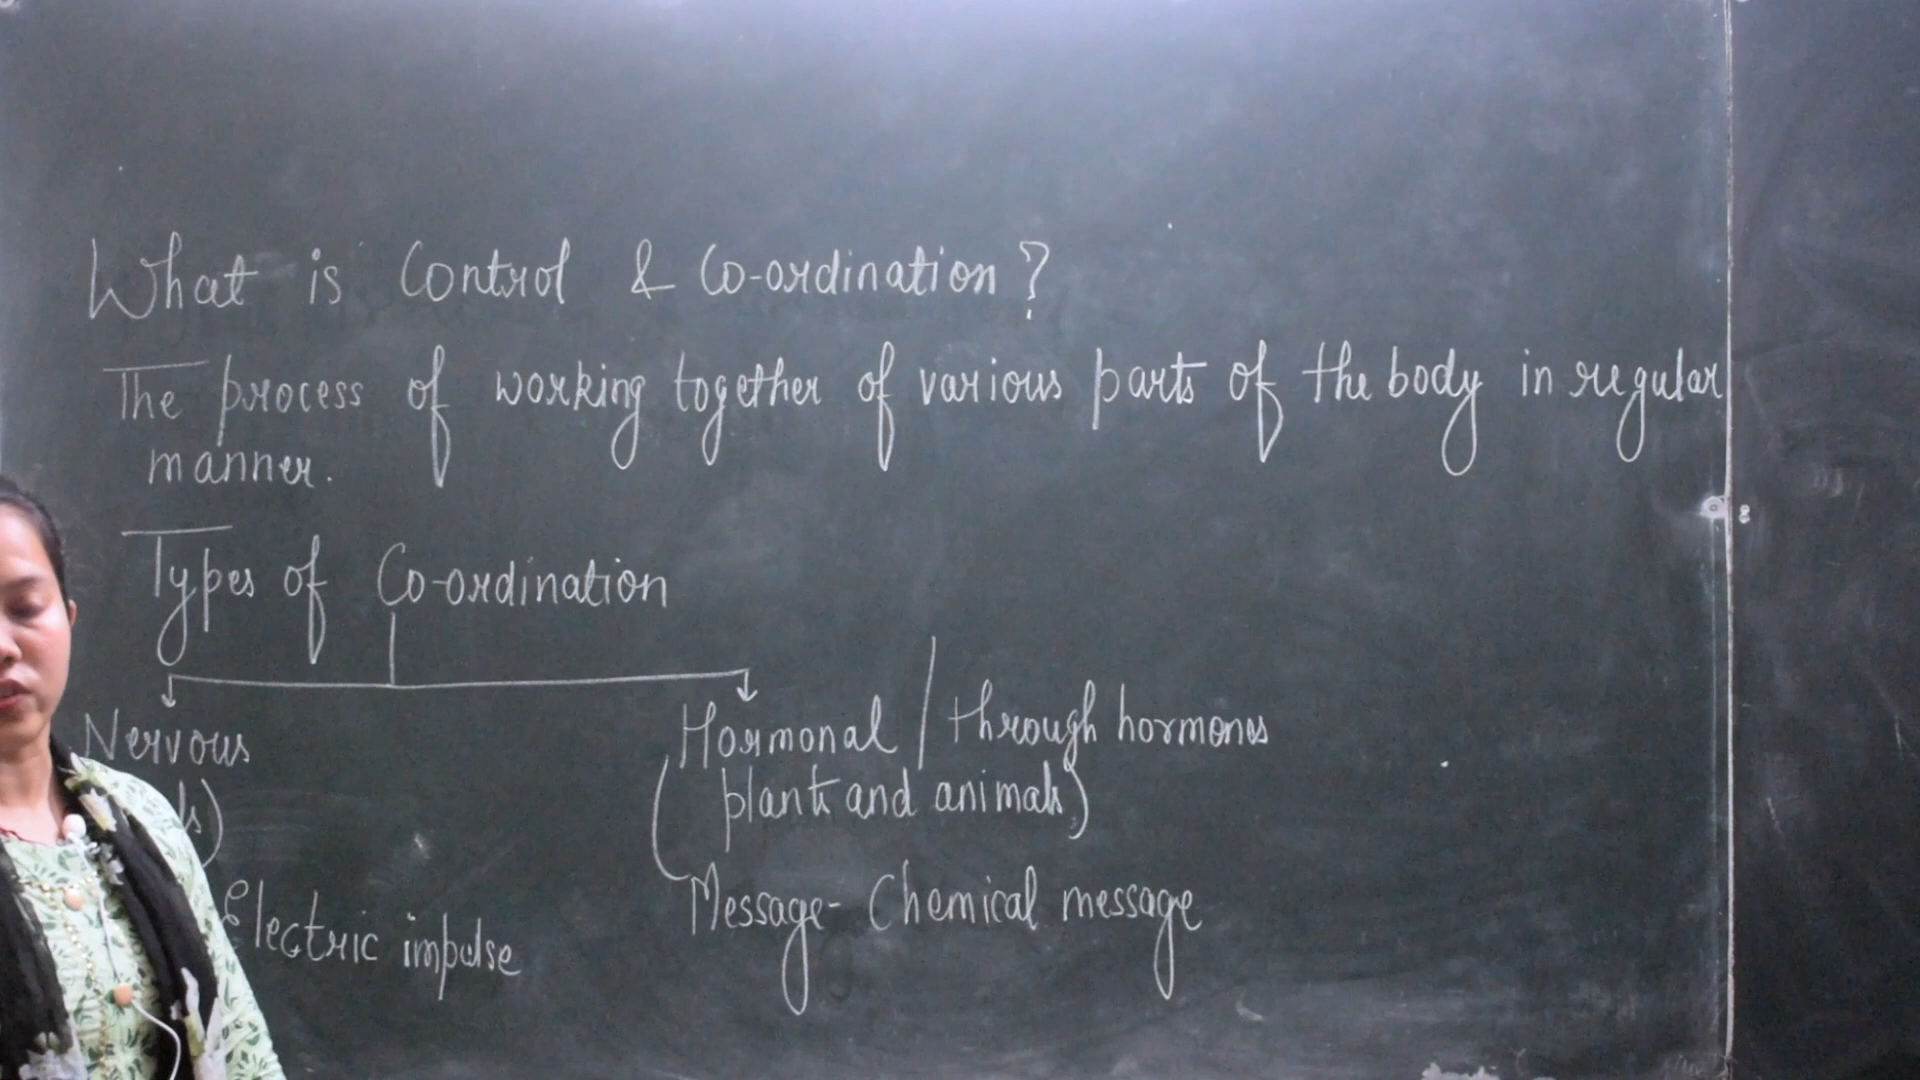 What is Control & Co-ordination?
The process of working together of various parts of the body in regular
manner.
Types of Co-ordination
Nervous
Hormonal / through hormones
(plants and animals)
Electric impulse
Message - Chemical message